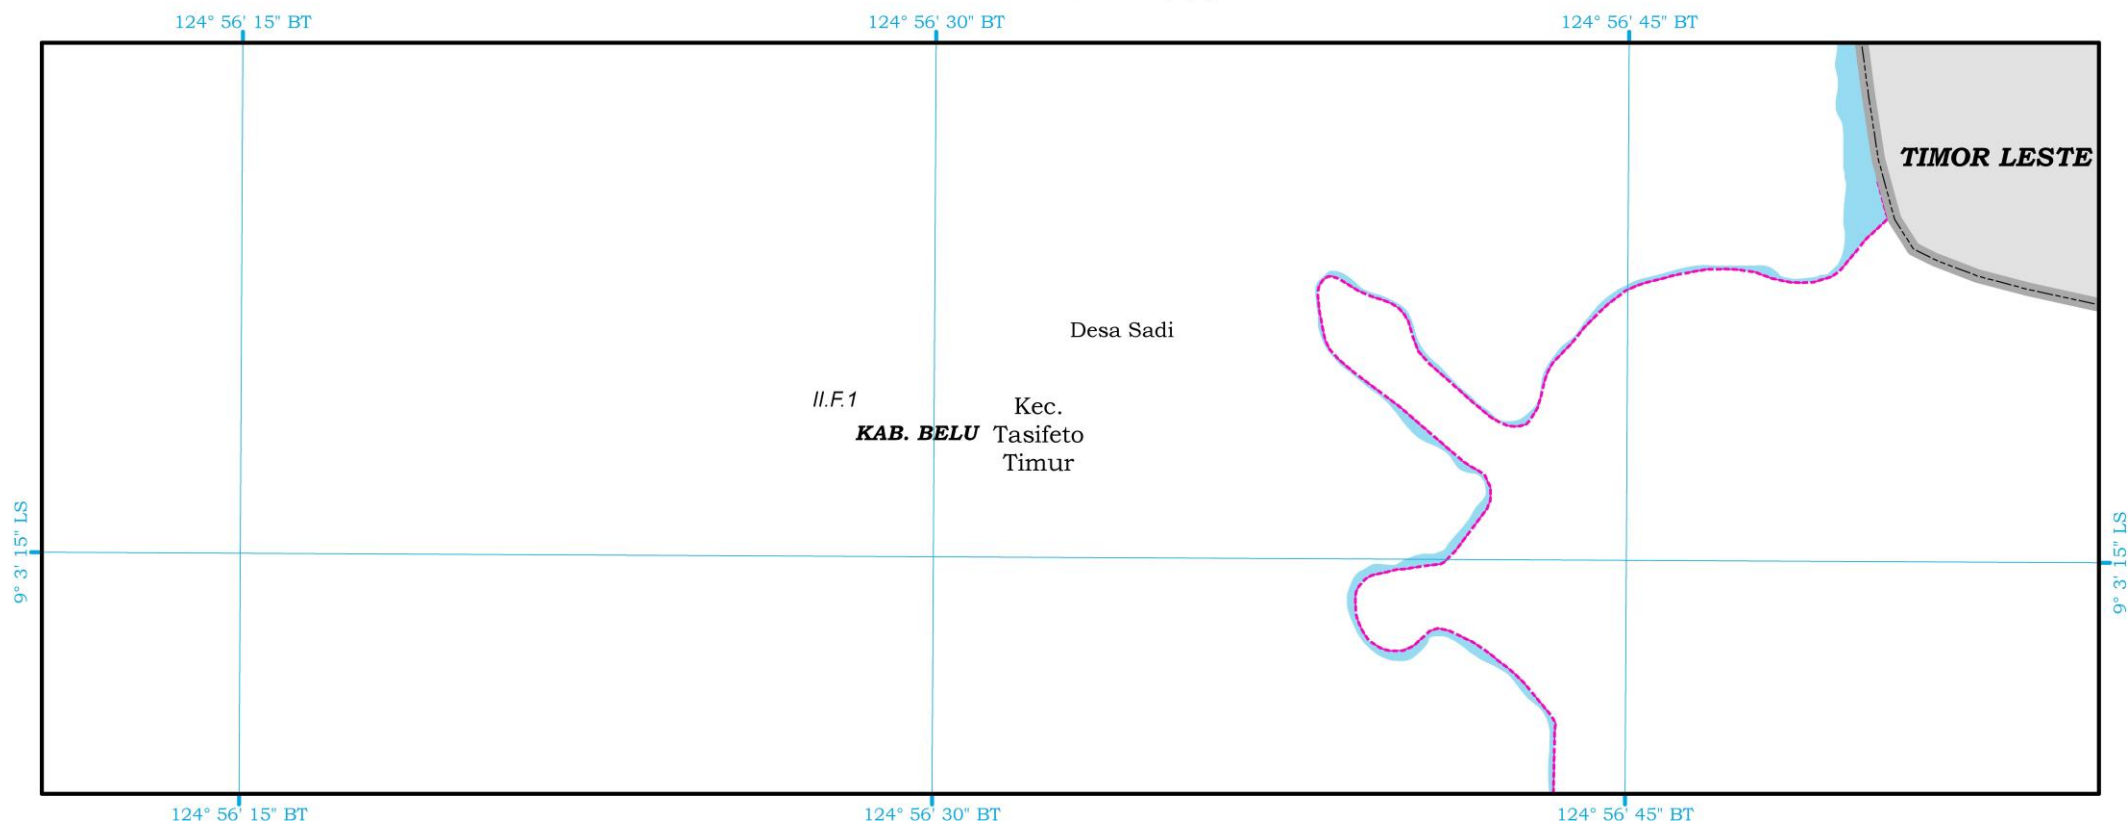 124° 56' 15" BT
124° 56' 30" BT
124° 56' 45" BT
TIMOR LESTE
Desa Sadi
II.F.1
Kec.
KAB. BELU
Tasifeto
Timur
9° 3' 15" LS
9° 3' 15" LS
124° 56' 15" BT
124° 56' 30" BT
124° 56' 45" BT